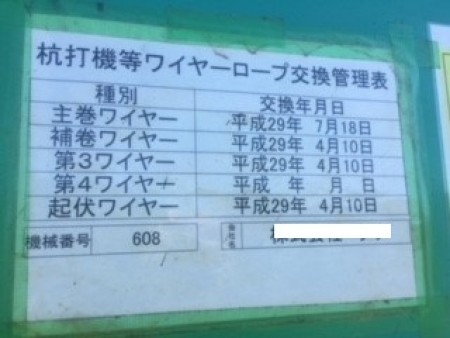 杭打機等ワイヤーロープ交換管理表
種別 交換年月日
主巻ワイヤー 平成29年 7月18日
補巻ワイヤー 平成29年 4月10日
第3ワイヤー 平成29年 4月10日
第4ワイヤー 平成 年 月 日
起伏ワイヤー 平成29年 4月10日
機械番号 608 会社名